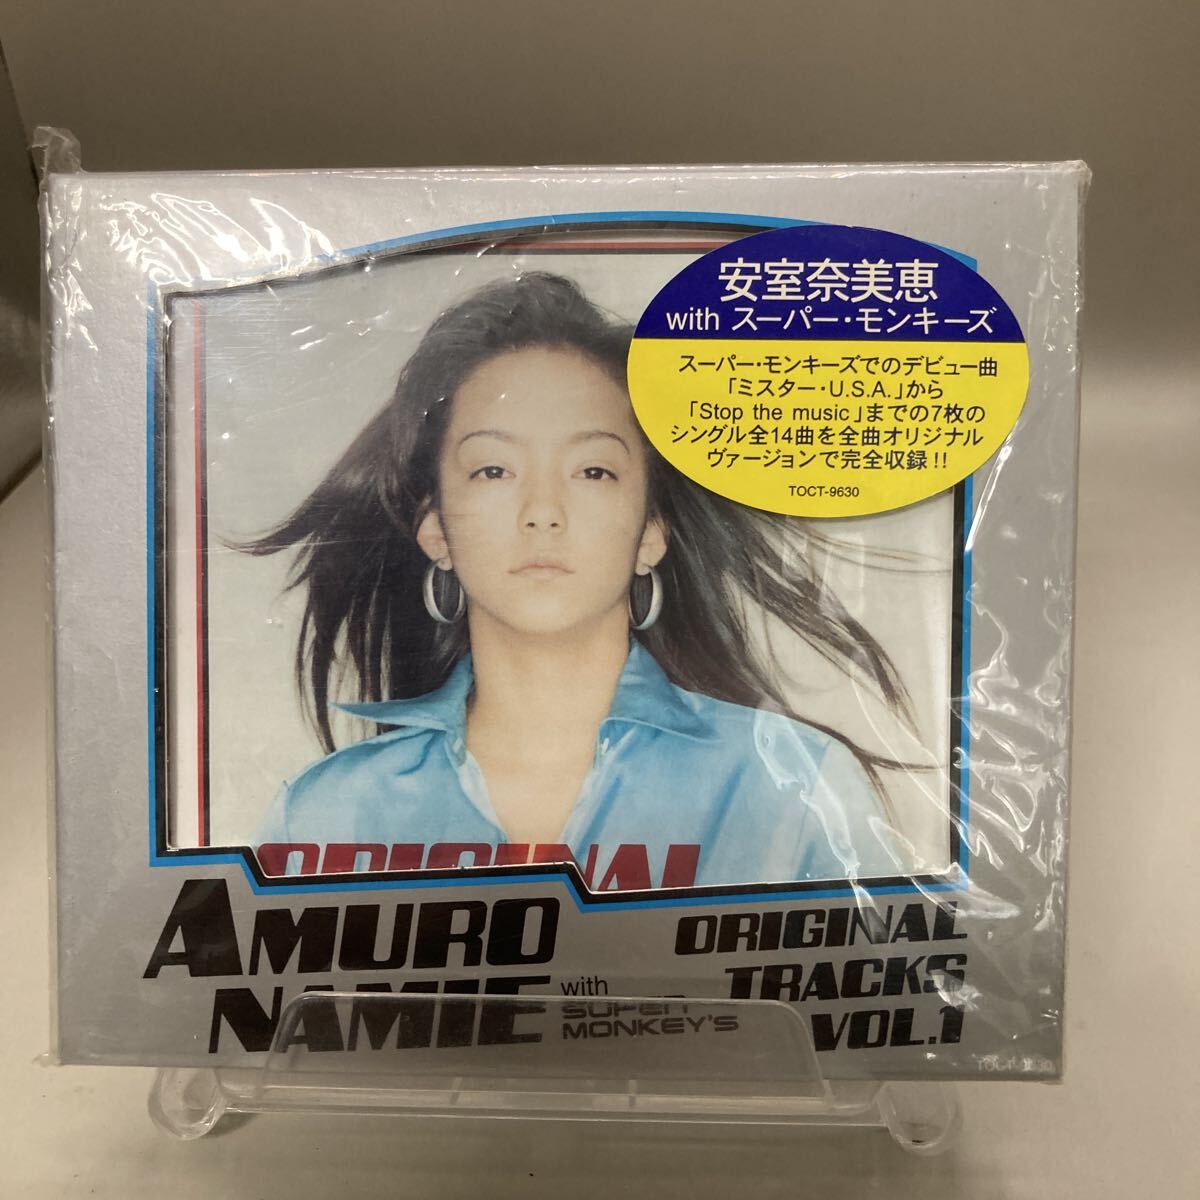 安室奈美恵
with スーパー・モンキーズ
スーパー・モンキーズでのデビュー曲
「ミスター・U.S.A.」から
「Stop the music」までの7枚の
シングル全14曲を全曲オリジナル
ヴァージョンで完全収録!!
TOCT-9630
ORIGINAL
AMURO
NAMIE
with
SUPER
MONKEY'S
ORIGINAL
TRACKS
VOL.1